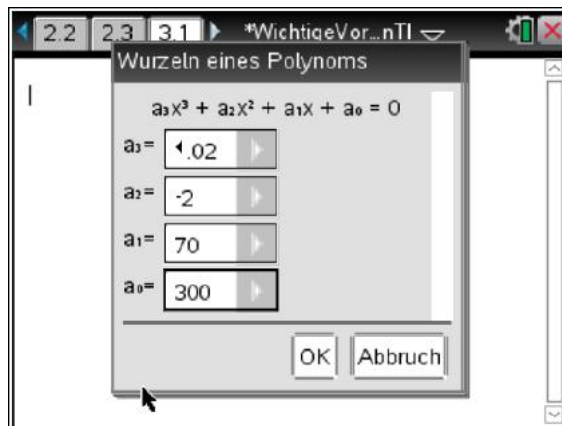 2.2 2.3 3.1 *WichtigeVor…nTI
Wurzeln eines Polynoms
a₃x³ + a₂x² + a₁x + a₀ = 0
a₃= .02
a₂= -2
a₁= 70
a₀= 300
OK Abbruch